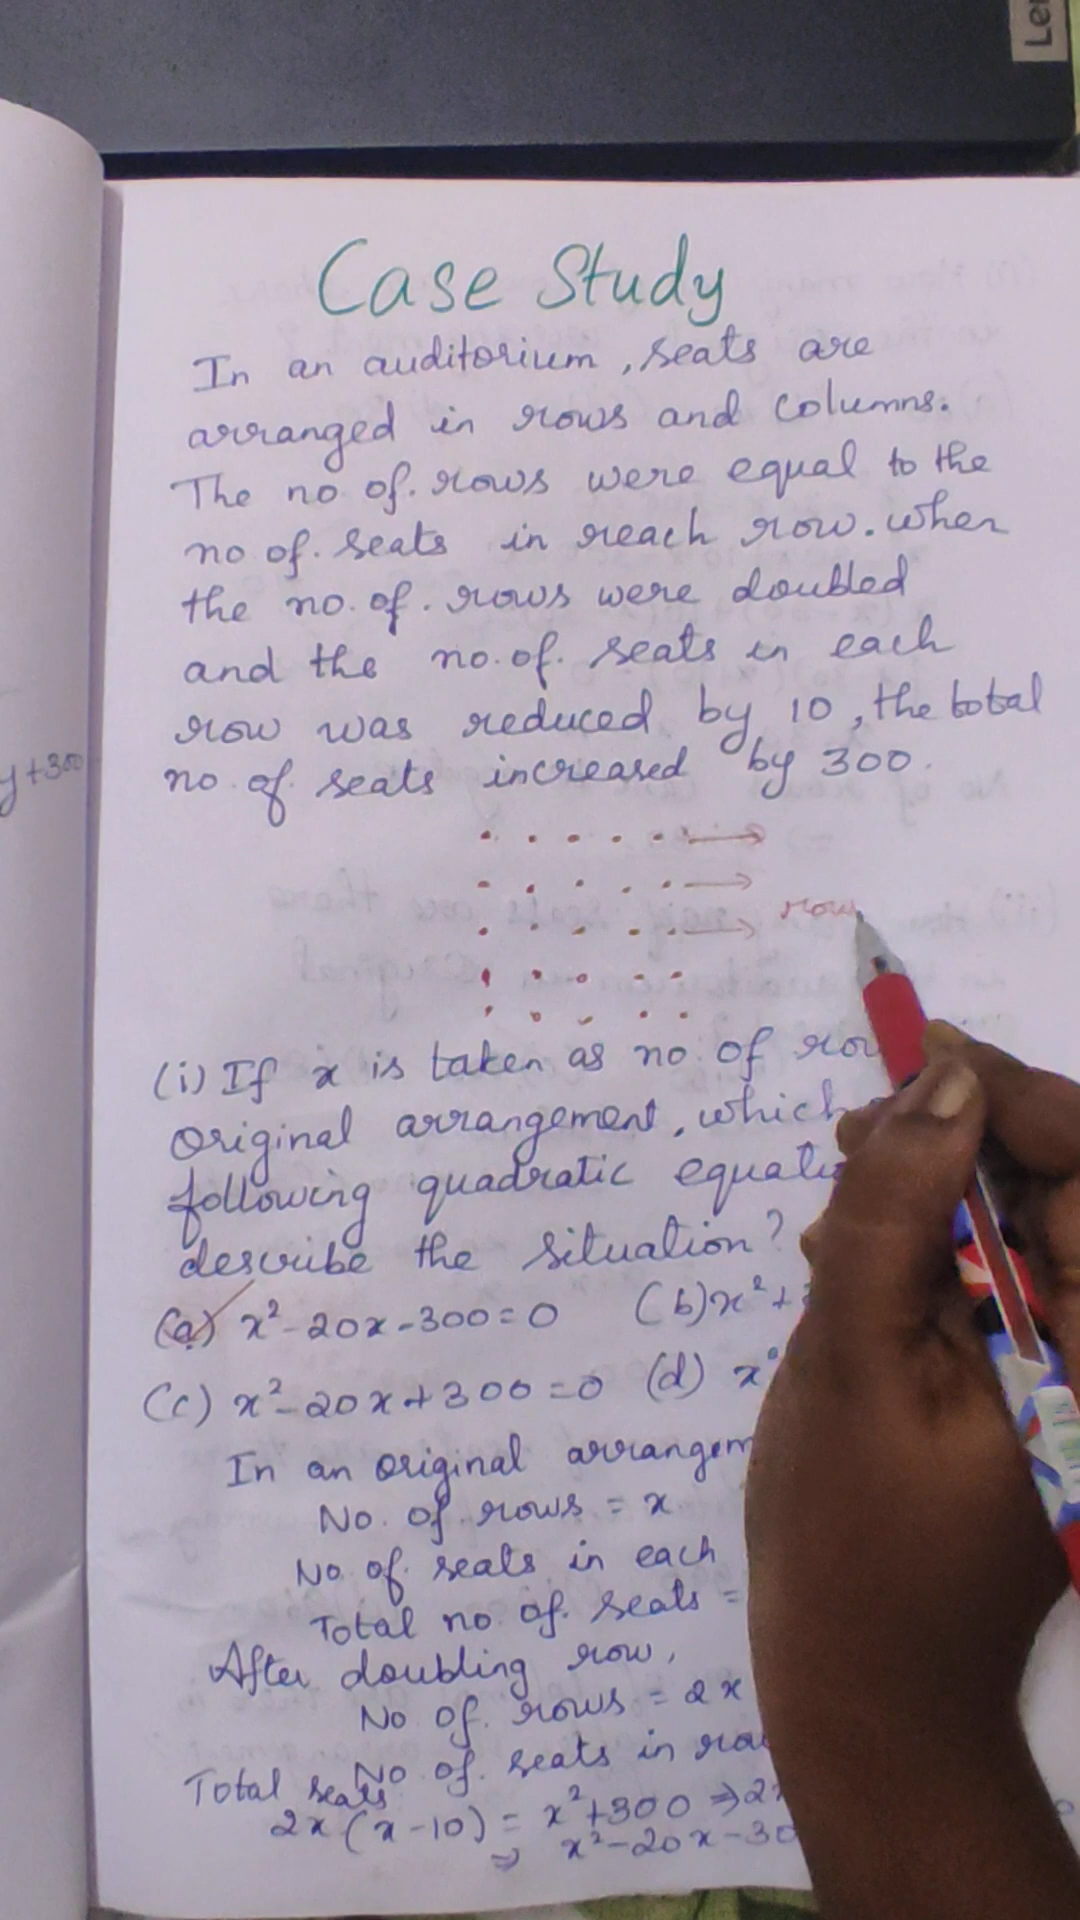 Le
Case Study
In an auditorium, seats are
arranged in rows and columns.
The no of. rows were equal to the
no of. seats in reach row. when
the no. of. rows were doubled
and the no. of. seats in each
row was reduced by 10, the total
no. of. seats increased by 300.
y+300
row
(i) If x is taken as no. of
original arrangement, which
following quadratic
describe the situation?
(a) x²-20x-300=0 (b) x²+
(c) x²-20x+300=0 (d) x²
In an original
No. of. rows = x
No of. seats in each
Total no. of. seats =
After doubling row,
No of. rows = 2x
No of. seats in
Total seats
2x(x-10) = x²+300 ⇒
⇒ x²-20x-30